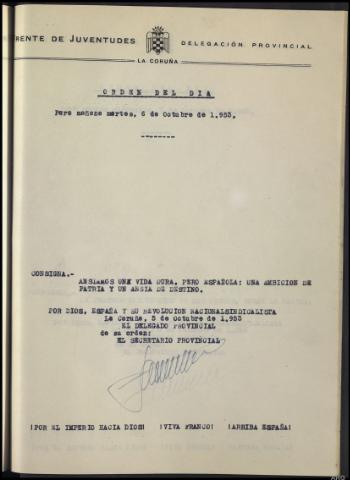 RENTE DE JUVENTUDES
DELEGACIÓN PROVINCIAL
LA CORUÑA
ORDEN DEL DIA
Para mañana martes, 6 de Octubre de 1.953.
CONSIGNA.-
ANSIAMOS UNA VIDA DURA, PERO ESPAÑOLA; UNA AMBICION DE
PATRIA Y UN ANSIA DE DESTINO.
POR DIOS, ESPAÑA Y SU REVOLUCION NACIONALSINDICALISTA
La Coruña, 5 de octubre de 1.953
EL DELEGADO PROVINCIAL
de su orden:
EL SECRETARIO PROVINCIAL
¡POR EL IMPERIO HACIA DIOS! ¡VIVA FRANCO! ¡ARRIBA ESPAÑA!